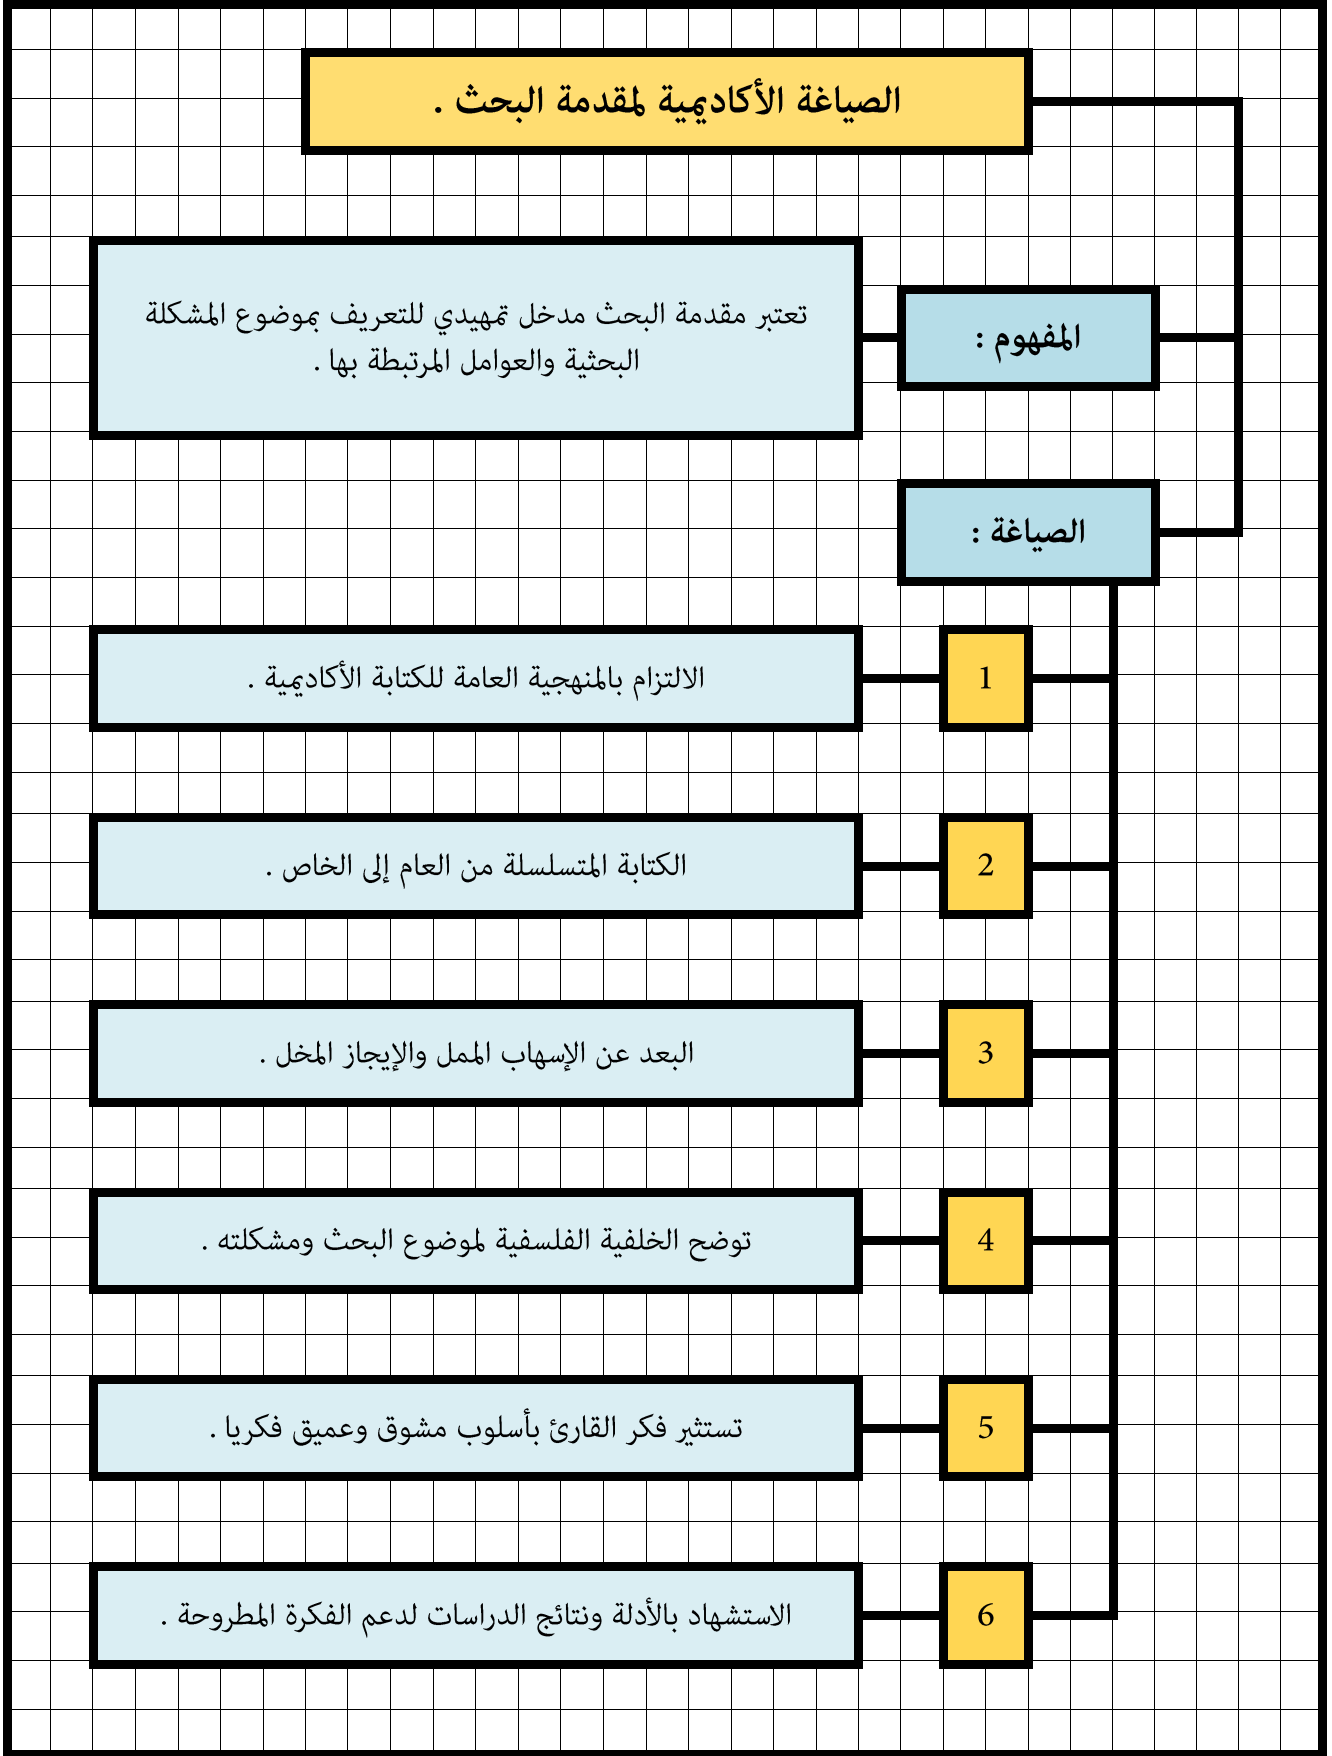 الصياغة الأكاديمية لمقدمة البحث .
المفهوم :
تعتبر مقدمة البحث مدخل تمهيدي للتعريف بموضوع المشكلة
البحثية والعوامل المرتبطة بها .
الصياغة :
1
الالتزام بالمنهجية العامة للكتابة الأكاديمية .
2
الكتابة المتسلسلة من العام إلى الخاص .
3
البعد عن الإسهاب الممل والإيجاز المخل .
4
توضح الخلفية الفلسفية لموضوع البحث ومشكلته .
5
تستثير فكر القارئ بأسلوب مشوق وعميق فكريا .
6
الاستشهاد بالأدلة ونتائج الدراسات لدعم الفكرة المطروحة .